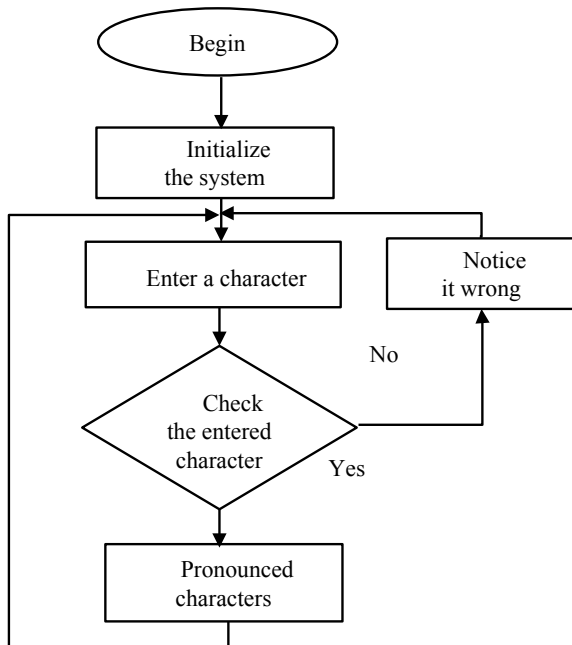 Begin
Initialize
the system
Enter a character
Notice
it wrong
No
Check
the entered
character
Yes
Pronounced
characters